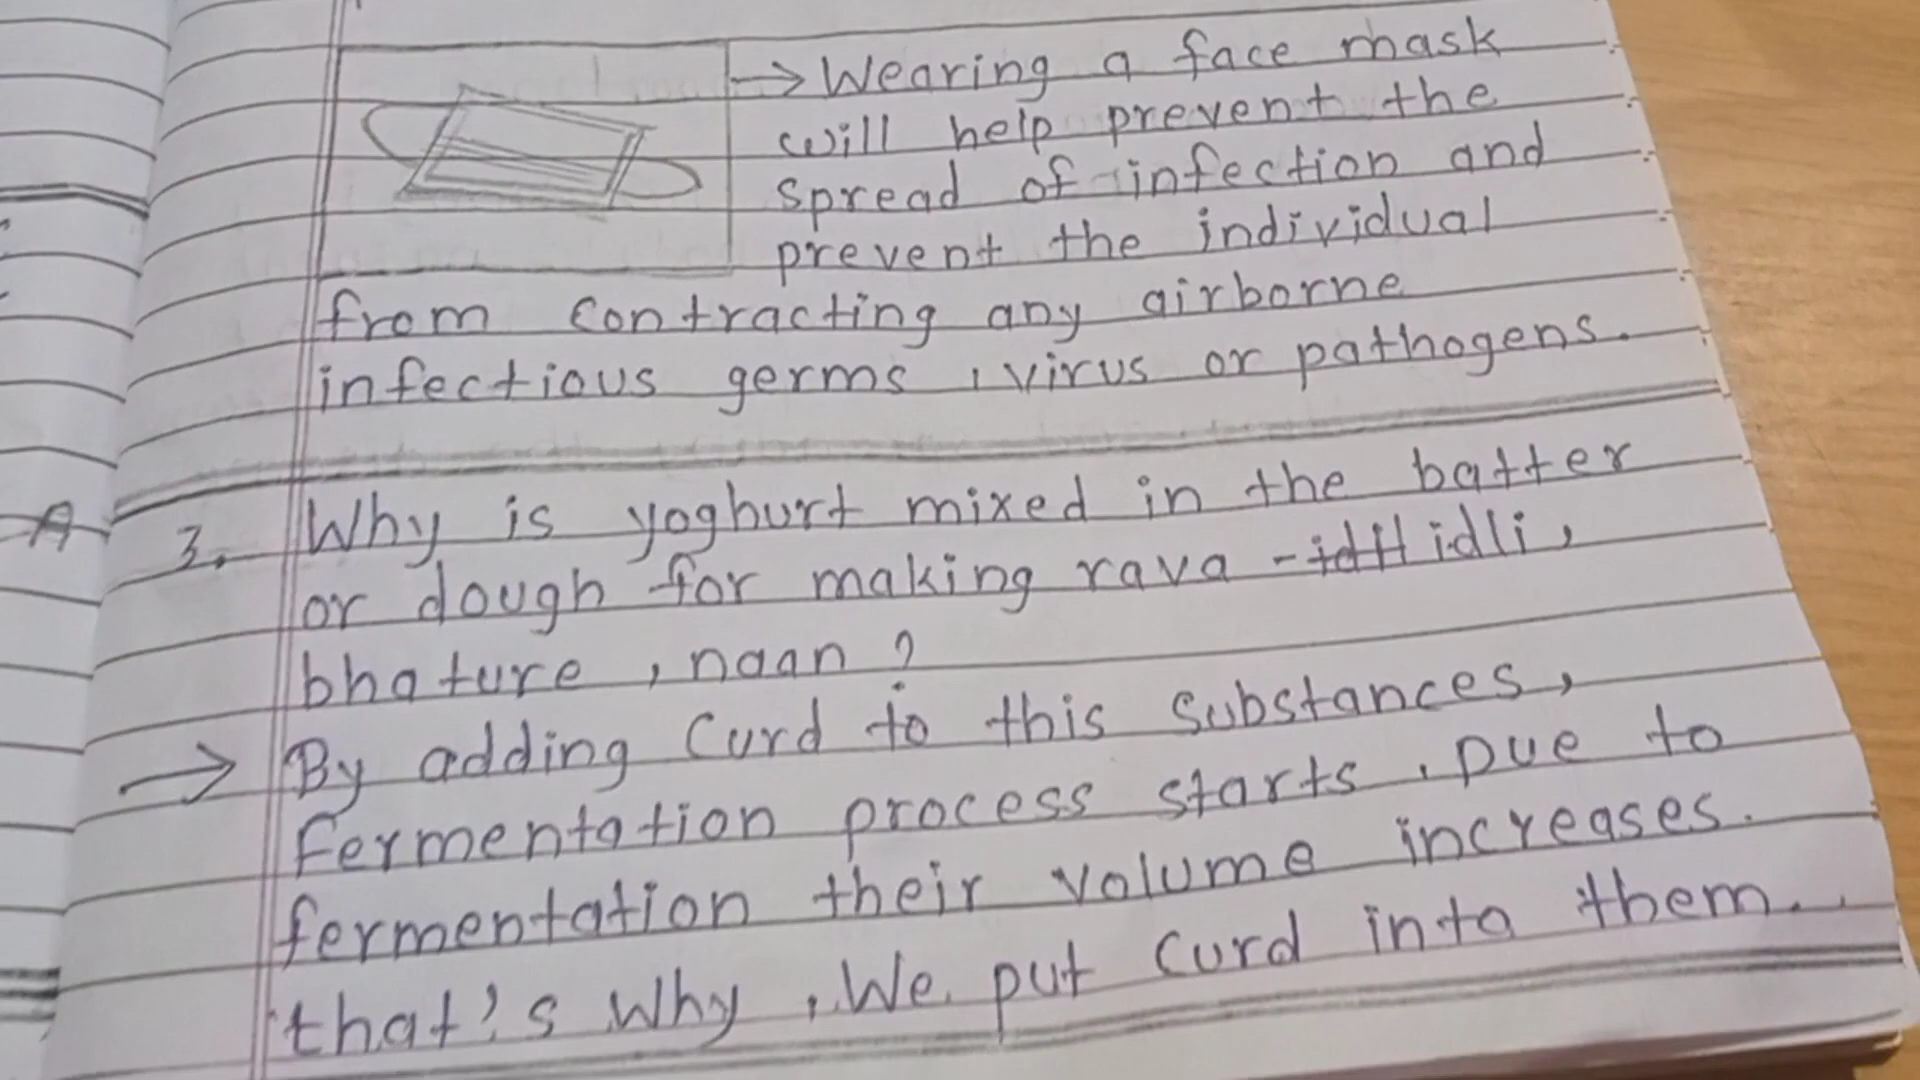 → Wearing a face mask
will help prevent the
spread of infection and
prevent the individual
from contracting any airborne
infectious germs , virus or pathogens.
A
3. Why is yoghurt mixed in the batter
or dough for making rava - idli idli,
bhature , naan ?
→ By adding Curd to this substances,
fermentation process starts . Due to
fermentation their volume increases.
that's why , We put curd into them.